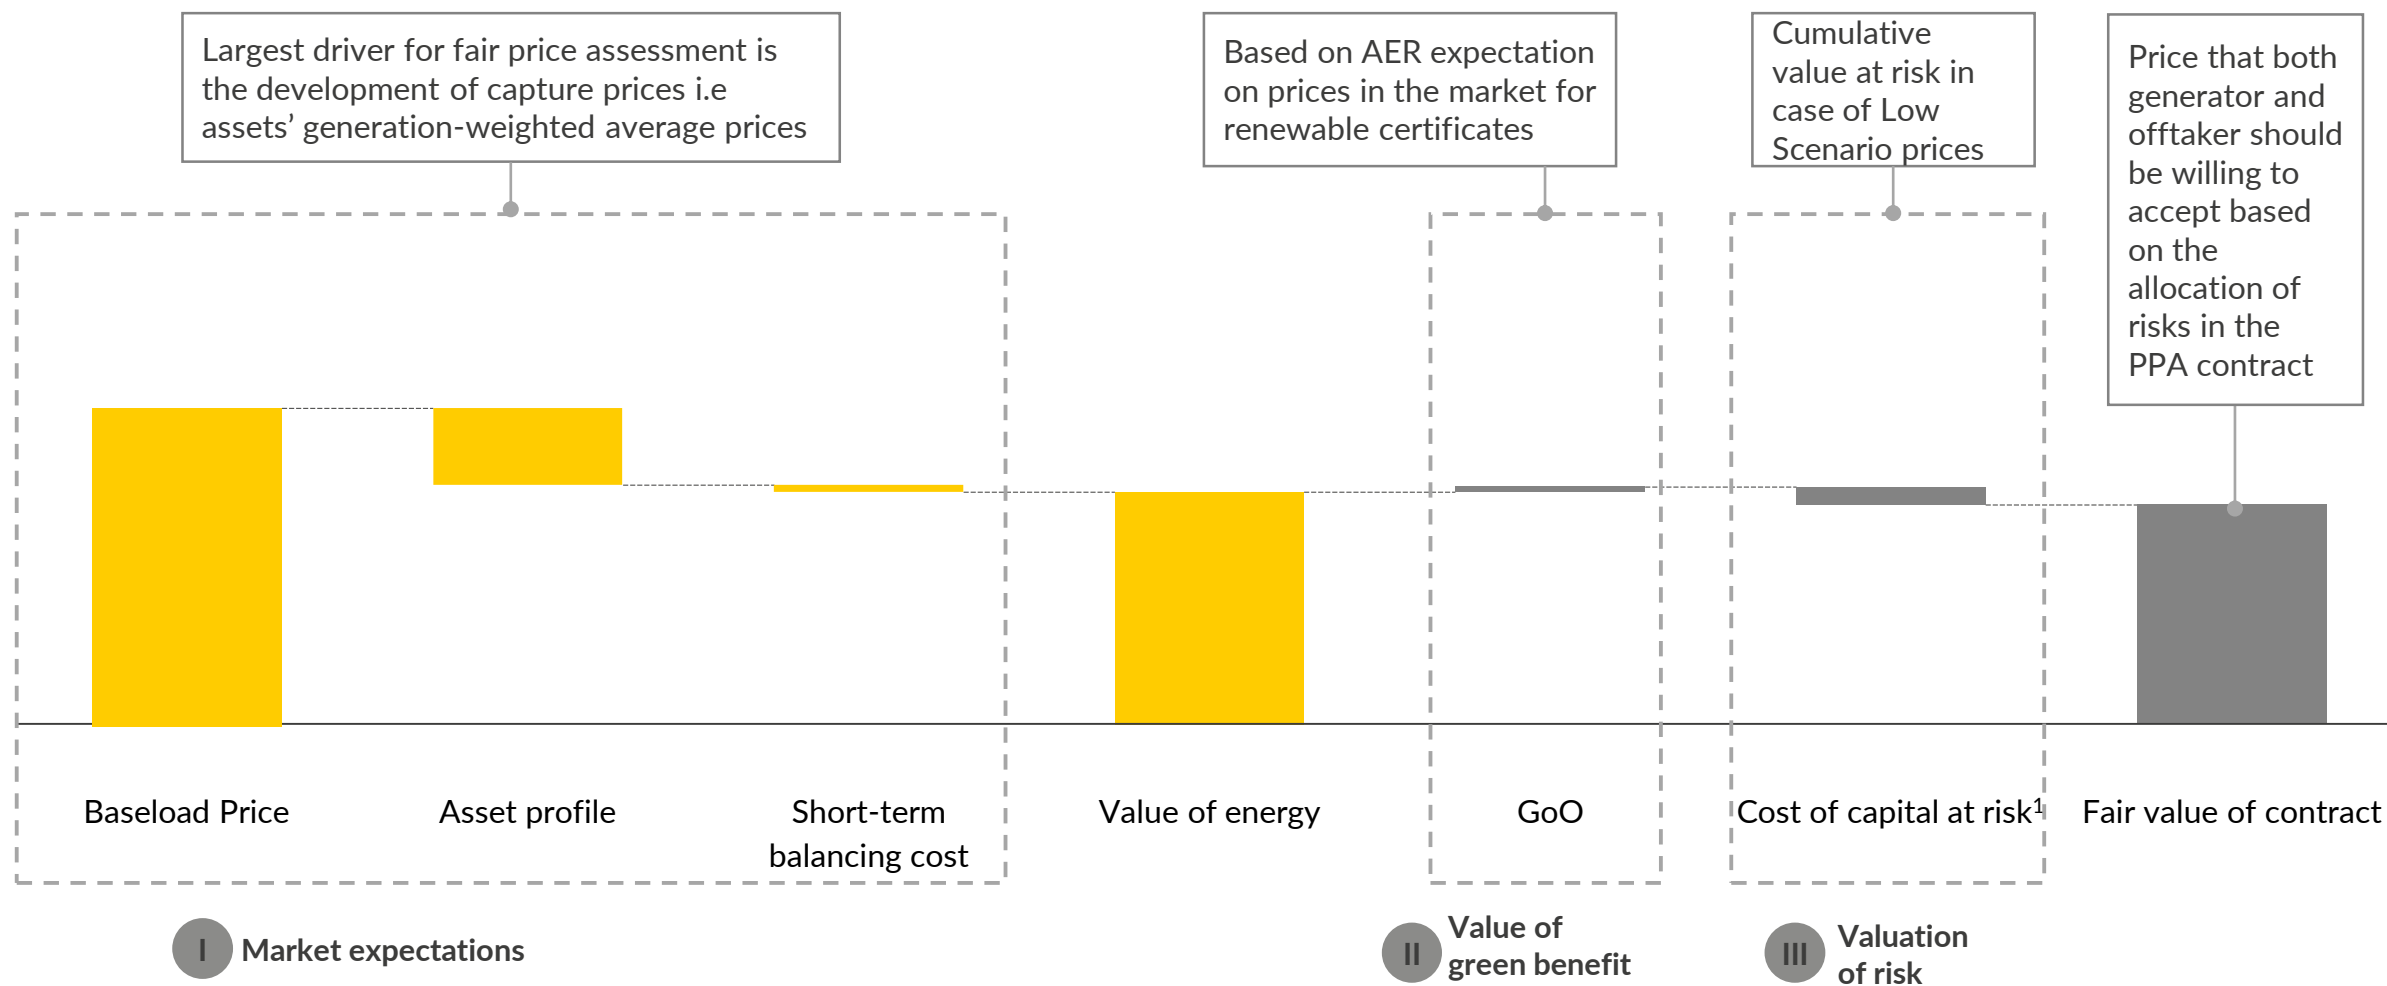 Largest driver for fair price assessment is
the development of capture prices i.e
assets’ generation-weighted average prices
Based on AER expectation
on prices in the market for
renewable certificates
Cumulative
value at risk in
case of Low
Scenario prices
Price that both
generator and
offtaker should
be willing to
accept based
on the
allocation of
risks in the
PPA contract
Baseload Price
Asset profile
Short-term
balancing cost
Value of energy
GoO
Cost of capital at risk¹
Fair value of contract
I
Market expectations
II
Value of
green benefit
III
Valuation
of risk